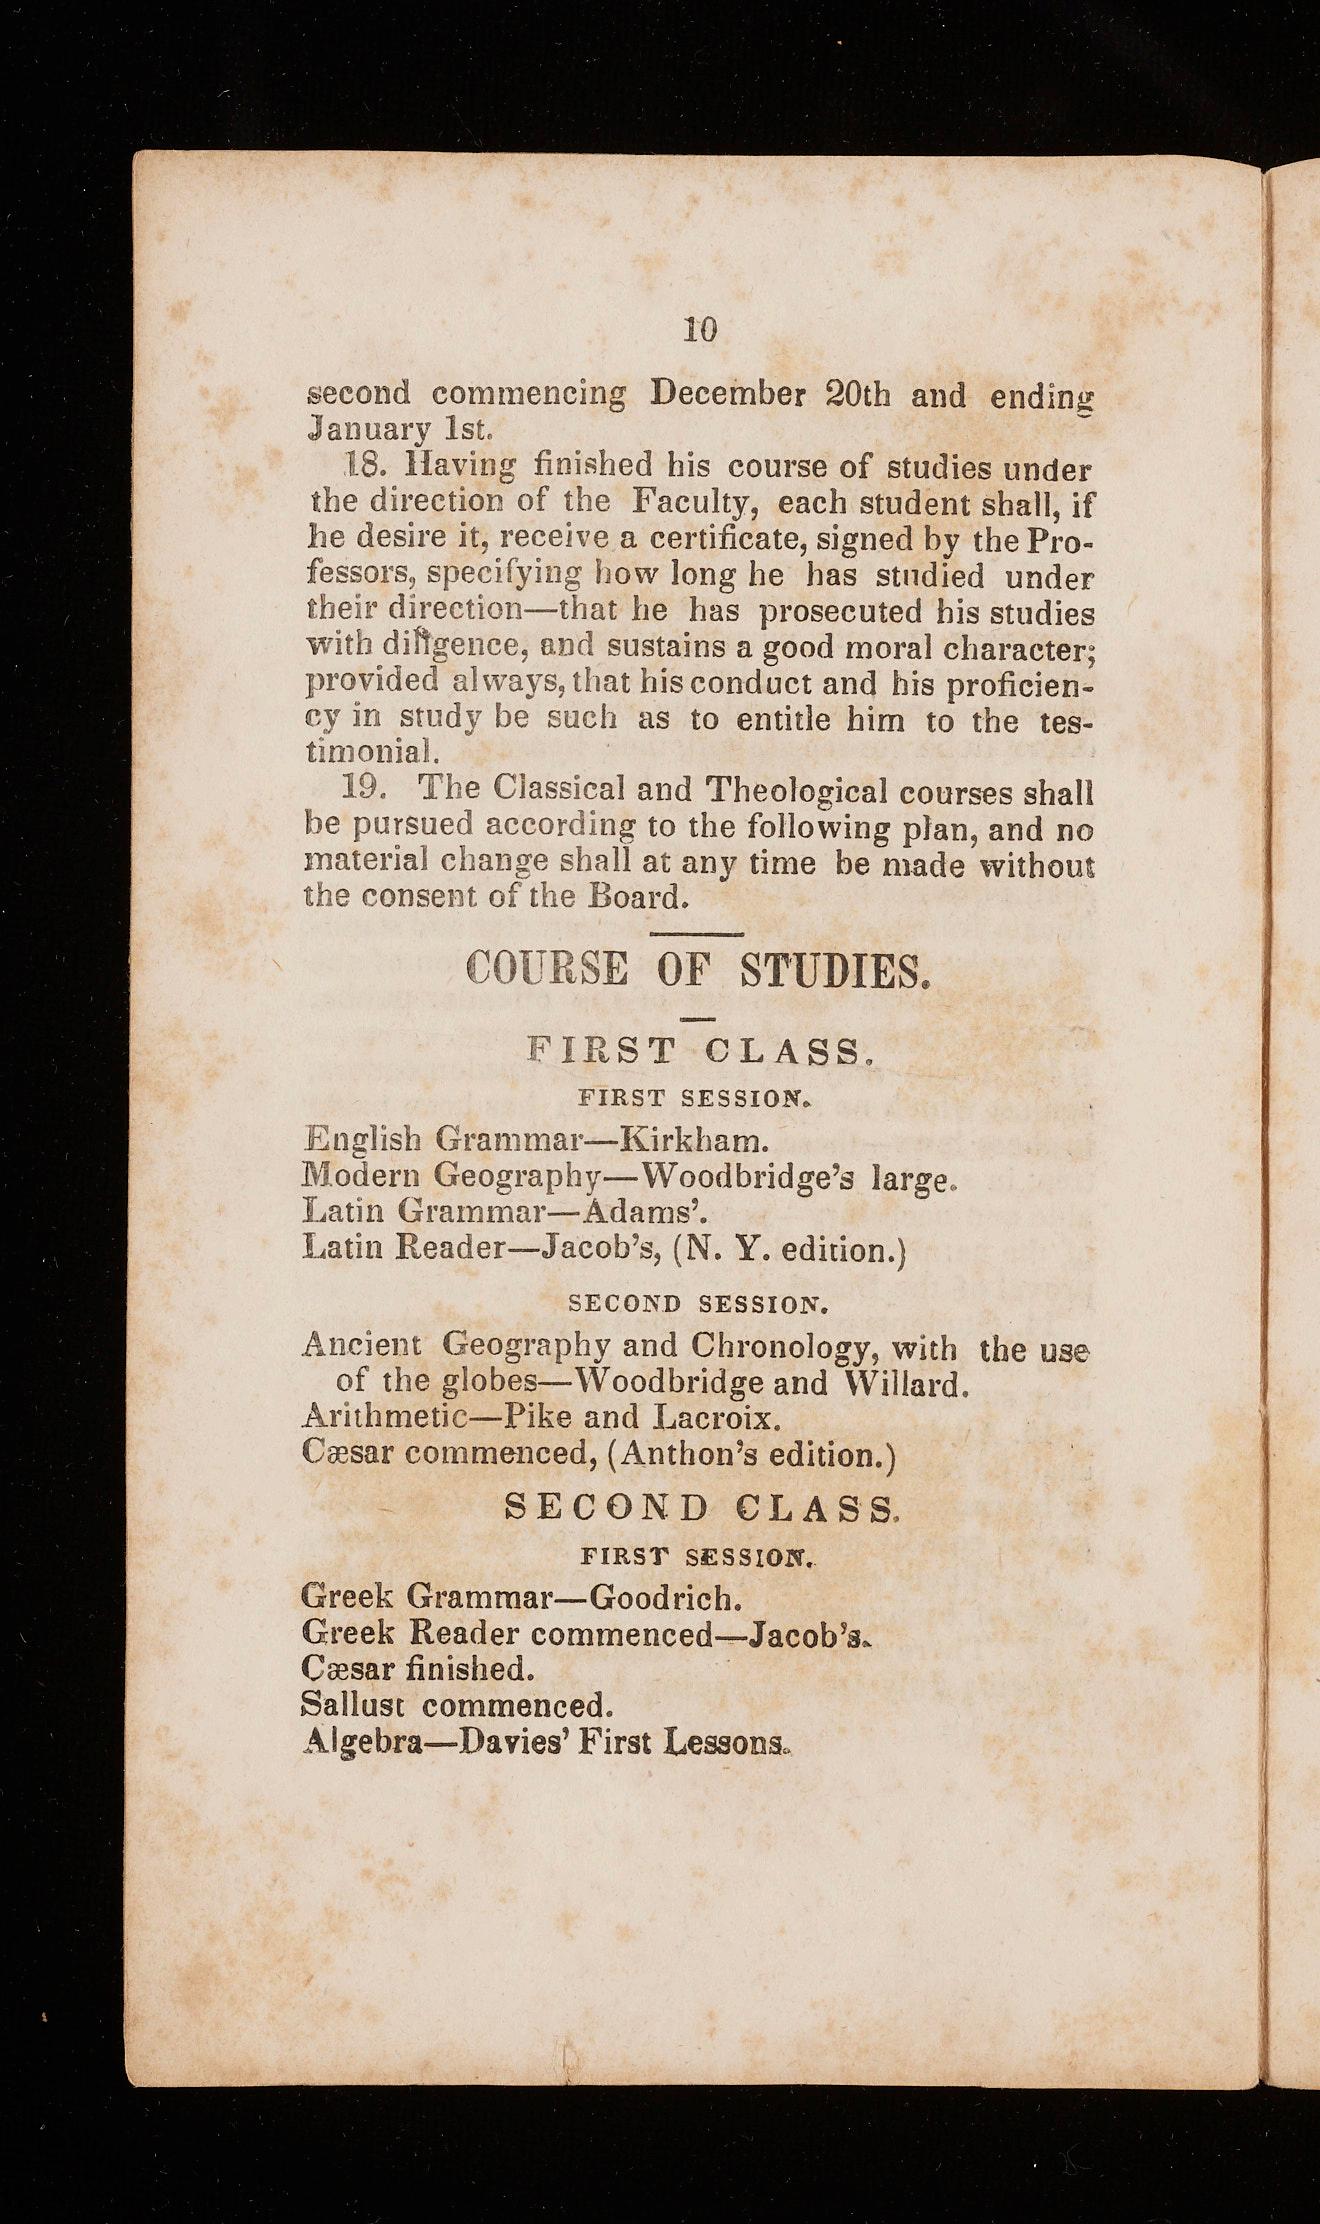 10
second commencing December 20th and ending
January 1st.
18. Having finished his course of studies under
the direction of the Faculty, each student shall, if
he desire it, receive a certificate, signed by the Pro-
fessors, specifying how long he has studied under
their direction—that he has prosecuted his studies
with diligence, and sustains a good moral character;
provided always, that his conduct and his proficien-
cy in study be such as to entitle him to the tes-
timonial.
19. The Classical and Theological courses shall
be pursued according to the following plan, and no
material change shall at any time be made without
the consent of the Board.
COURSE OF STUDIES.
FIRST CLASS.
FIRST SESSION.
English Grammar—Kirkham.
Modern Geography—Woodbridge's large.
Latin Grammar—Adams'.
Latin Reader—Jacob's, (N. Y. edition.)
SECOND SESSION.
Ancient Geography and Chronology, with the use
of the globes—Woodbridge and Willard.
Arithmetic—Pike and Lacroix.
Cæsar commenced, (Anthon's edition.)
SECOND CLASS.
FIRST SESSION.
Greek Grammar—Goodrich.
Greek Reader commenced—Jacob's.
Cæsar finished.
Sallust commenced.
Algebra—Davies' First Lessons.